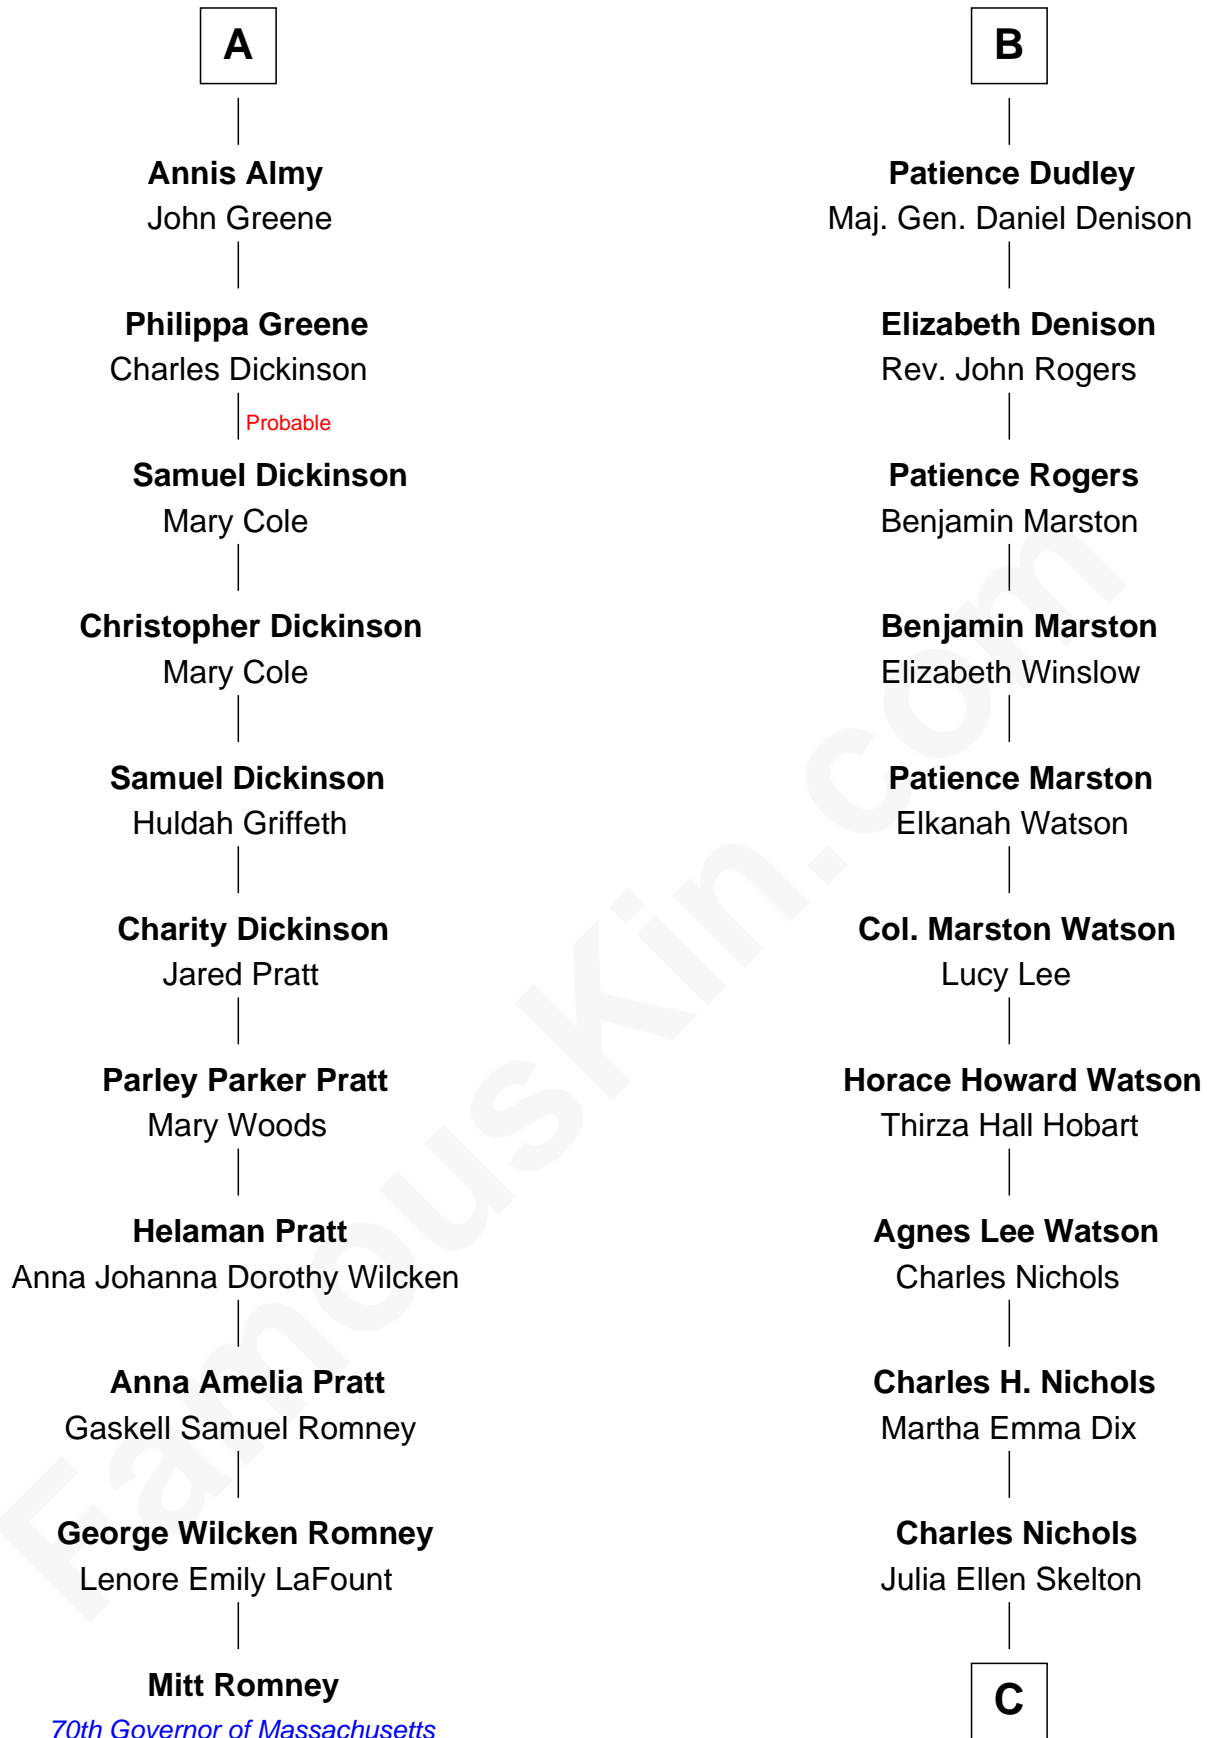 A
Annis Almy
John Greene
Philippa Greene
Charles Dickinson
Probable
Samuel Dickinson
Mary Cole
Christopher Dickinson
Mary Cole
Samuel Dickinson
Huldah Griffeth
Charity Dickinson
Jared Pratt
Parley Parker Pratt
Mary Woods
Helaman Pratt
Anna Johanna Dorothy Wilcken
Anna Amelia Pratt
Gaskell Samuel Romney
George Wilcken Romney
Lenore Emily LaFount
Mitt Romney
70th Governor of Massachusetts
B
Patience Dudley
Maj. Gen. Daniel Denison
Elizabeth Denison
Rev. John Rogers
Patience Rogers
Benjamin Marston
Benjamin Marston
Elizabeth Winslow
Patience Marston
Elkanah Watson
Col. Marston Watson
Lucy Lee
Horace Howard Watson
Thirza Hall Hobart
Agnes Lee Watson
Charles Nichols
Charles H. Nichols
Martha Emma Dix
Charles Nichols
Julia Ellen Skelton
C
FamousKin.com